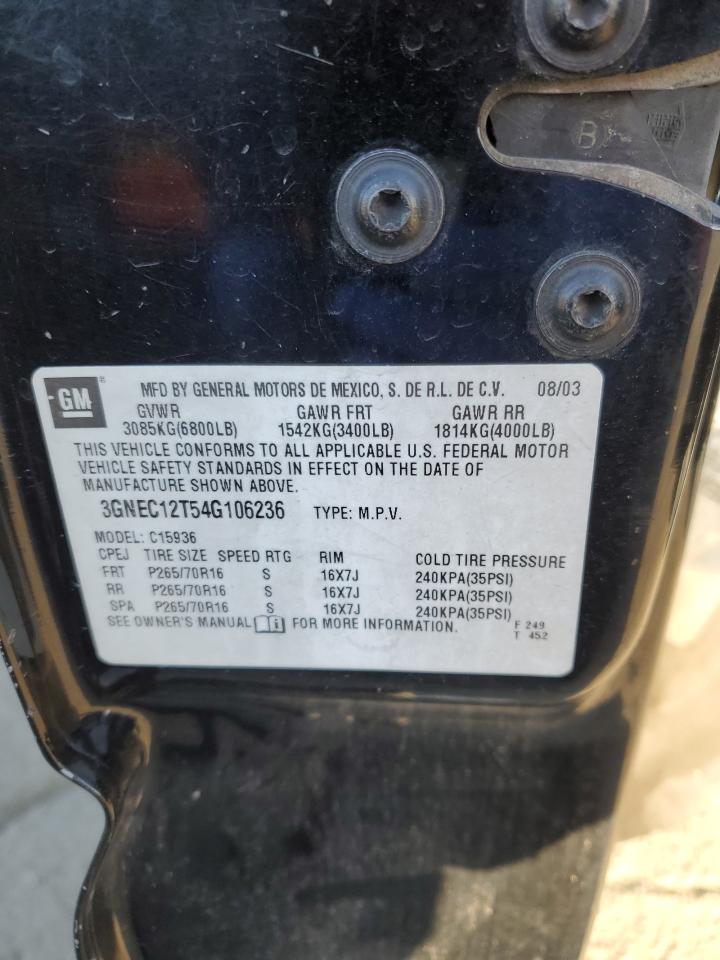 B
GM ®
MFD BY GENERAL MOTORS DE MEXICO, S. DE R.L. DE C.V. 08/03
GVWR GAWR FRT GAWR RR
3085KG(6800LB) 1542KG(3400LB) 1814KG(4000LB)
THIS VEHICLE CONFORMS TO ALL APPLICABLE U.S. FEDERAL MOTOR
VEHICLE SAFETY STANDARDS IN EFFECT ON THE DATE OF
MANUFACTURE SHOWN ABOVE.
3GNEC12T54G106236 TYPE: M.P.V.
MODEL: C15936
CPEJ TIRE SIZE SPEED RTG RIM COLD TIRE PRESSURE
FRT P265/70R16 S 16X7J 240KPA(35PSI)
RR P265/70R16 S 16X7J 240KPA(35PSI)
SPA P265/70R16 S 16X7J 240KPA(35PSI)
SEE OWNER'S MANUAL i FOR MORE INFORMATION. F 249
T 452